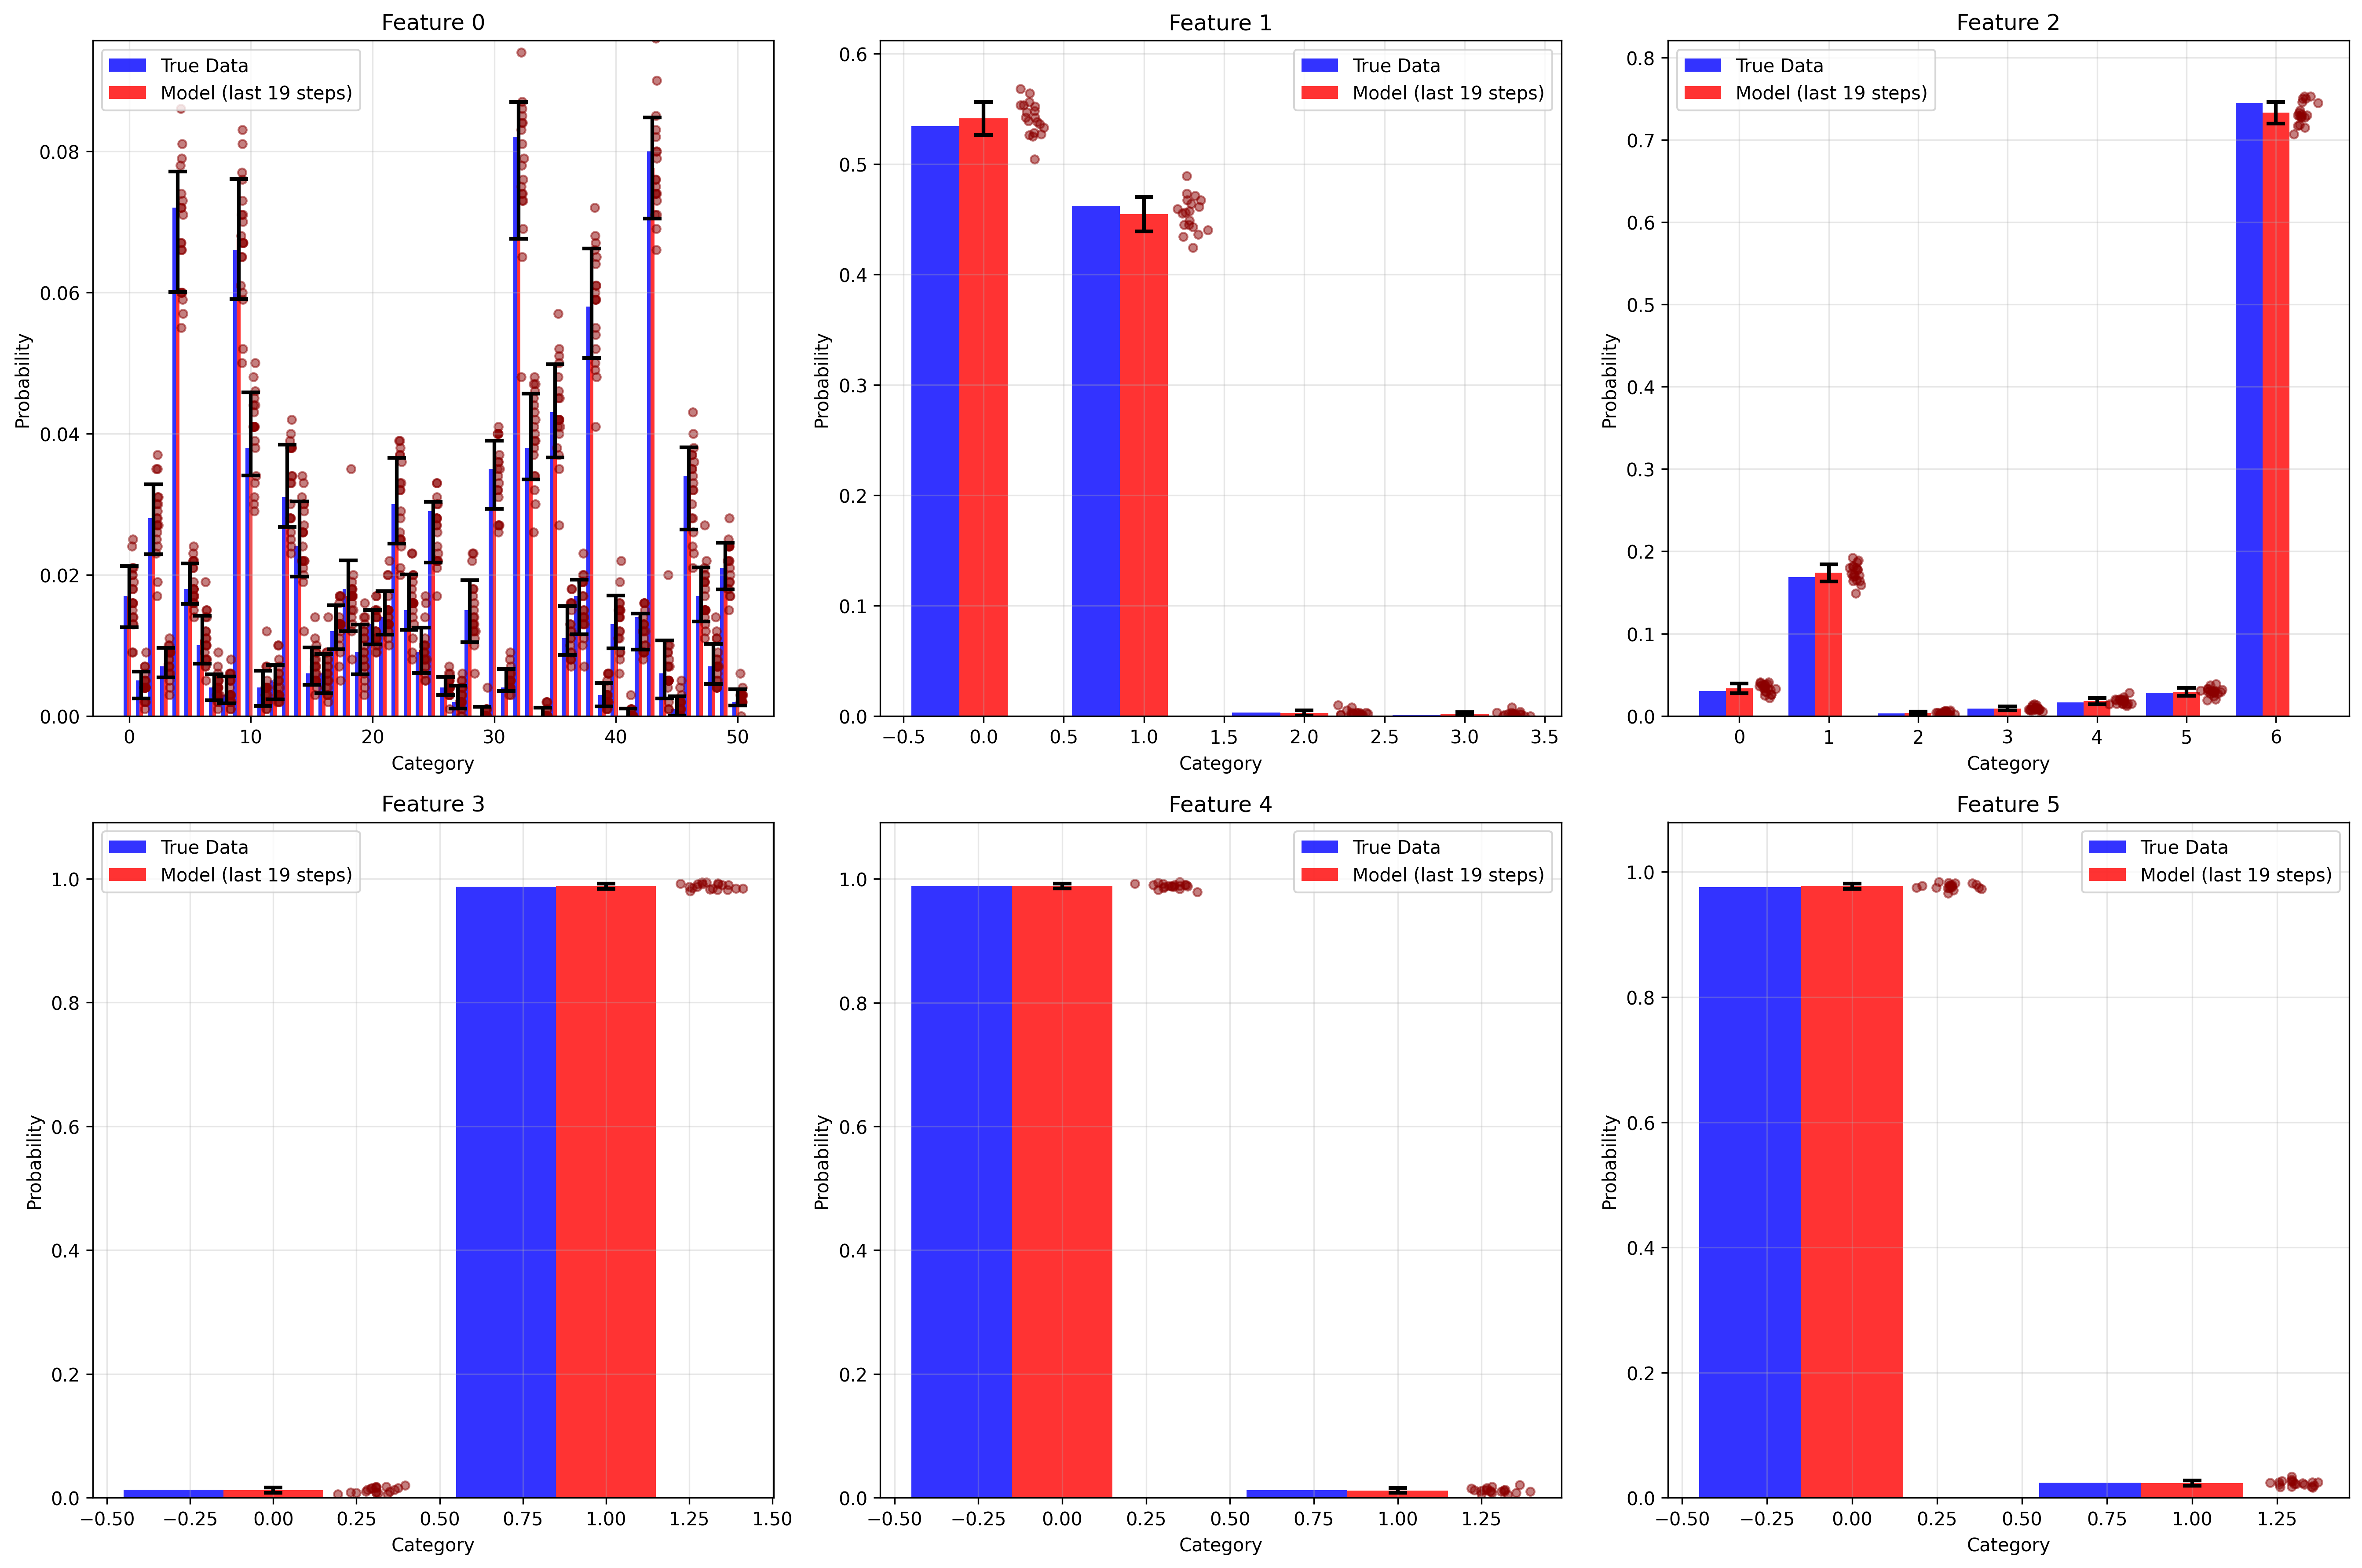 Feature 0
True Data
Model (last 19 steps)
Probability
0.08
0.06
0.04
0.02
0.00
0 10 20 30 40 50
Category
Feature 1
True Data
Model (last 19 steps)
Probability
0.6
0.5
0.4
0.3
0.2
0.1
0.0
−0.5 0.0 0.5 1.0 1.5 2.0 2.5 3.0 3.5
Category
Feature 2
True Data
Model (last 19 steps)
Probability
0.8
0.7
0.6
0.5
0.4
0.3
0.2
0.1
0.0
0 1 2 3 4 5 6
Category
Feature 3
True Data
Model (last 19 steps)
Probability
1.0
0.8
0.6
0.4
0.2
0.0
−0.50 −0.25 0.00 0.25 0.50 0.75 1.00 1.25 1.50
Category
Feature 4
True Data
Model (last 19 steps)
Probability
1.0
0.8
0.6
0.4
0.2
0.0
−0.50 −0.25 0.00 0.25 0.50 0.75 1.00 1.25
Category
Feature 5
True Data
Model (last 19 steps)
Probability
1.0
0.8
0.6
0.4
0.2
0.0
−0.50 −0.25 0.00 0.25 0.50 0.75 1.00 1.25
Category